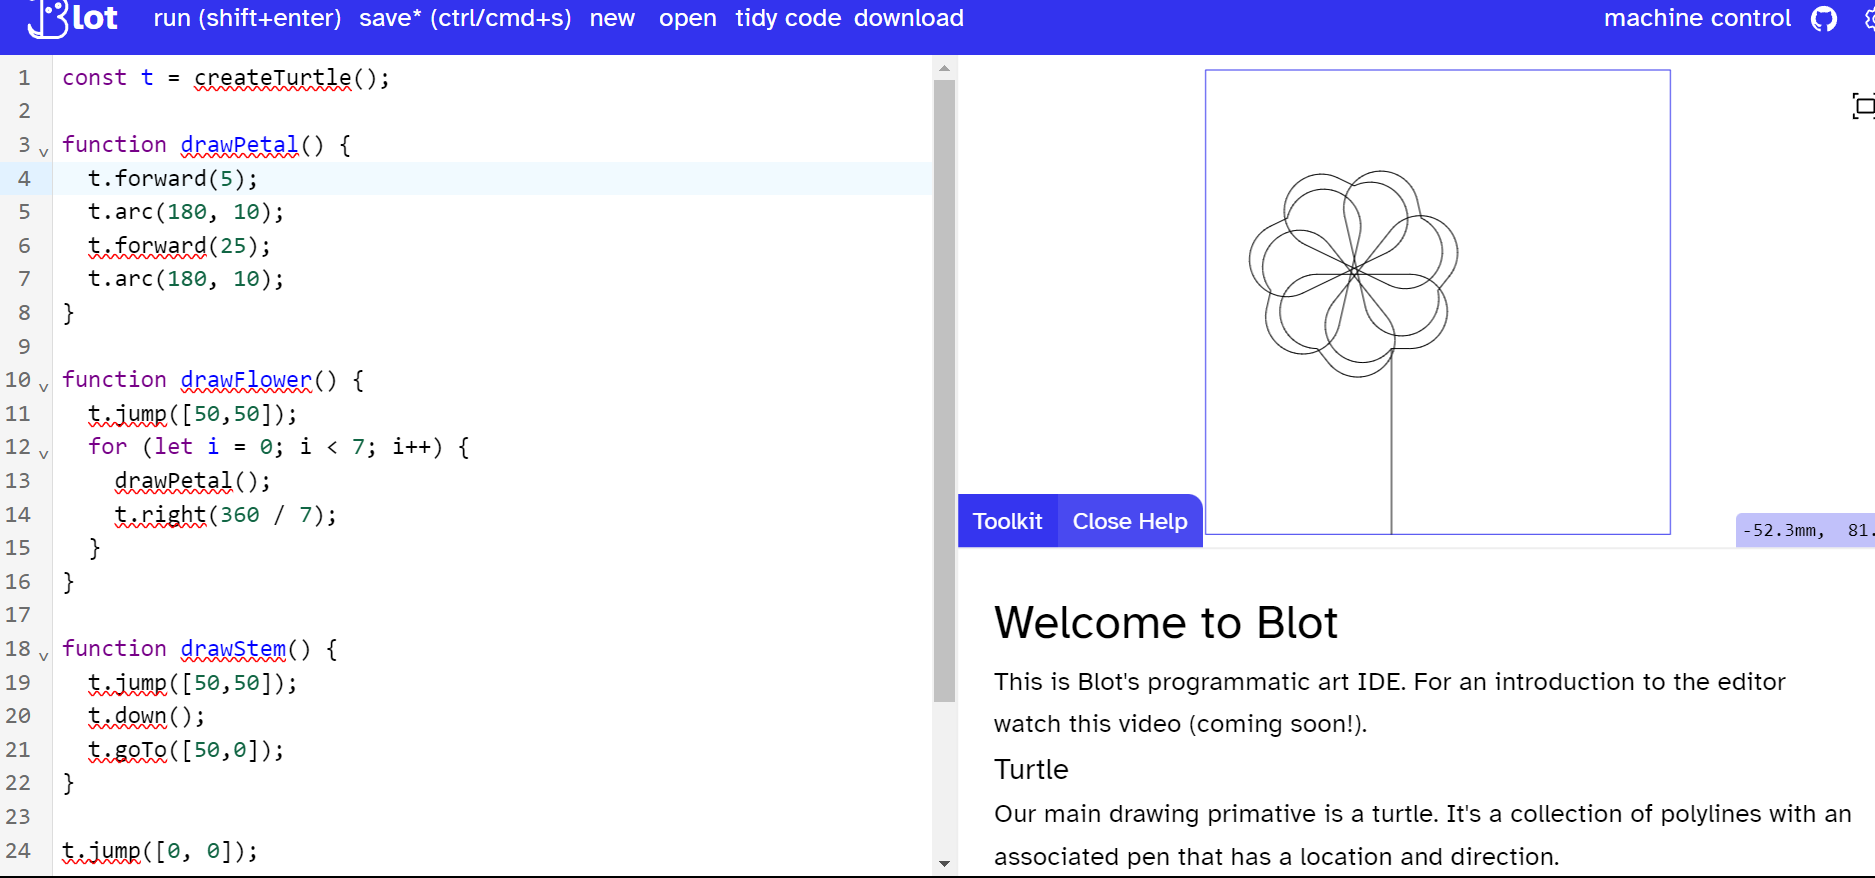 Blot run (shift+enter) save* (ctrl/cmd+s) new open tidy code download machine control
1 const t = createTurtle();
2
3 function drawPetal() {
4   t.forward(5);
5   t.arc(180, 10);
6   t.forward(25);
7   t.arc(180, 10);
8 }
9
10 function drawFlower() {
11   t.jump([50,50]);
12   for (let i = 0; i < 7; i++) {
13     drawPetal();
14     t.right(360 / 7);
15   }
16 }
17
18 function drawStem() {
19   t.jump([50,50]);
20   t.down();
21   t.goTo([50,0]);
22 }
23
24 t.jump([0, 0]);
Toolkit Close Help
-52.3mm, 81.
Welcome to Blot
This is Blot's programmatic art IDE. For an introduction to the editor
watch this video (coming soon!).
Turtle
Our main drawing primative is a turtle. It's a collection of polylines with an
associated pen that has a location and direction.